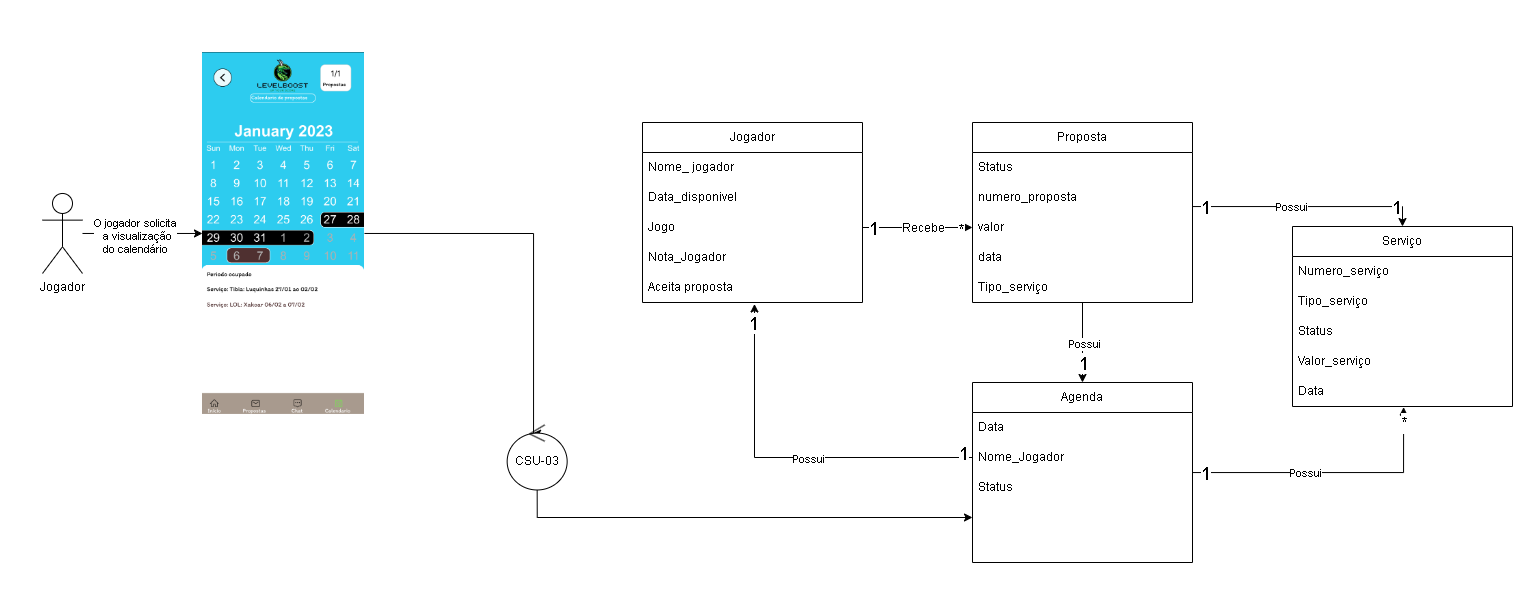 O jogador solicita
a visualização
do calendário
Jogador
1/1
Propostas
LEVELBOOST
Calendario de propostas
January 2023
Sun Mon Tue Wed Thu Fri Sat
1 2 3 4 5 6 7
8 9 10 11 12 13 14
15 16 17 18 19 20 21
22 23 24 25 26 27 28
29 30 31 1 2 3 4
5 6 7 8 9 10 11
Periodo ocupado
Serviço: Tibia: Luquinhas 27/01 ao 02/02
Serviço: LOL: Xakoar 06/02 a 07/02
Início Propostas Chat Calendario
CSU-03
Jogador
Nome_ jogador
Data_disponivel
Jogo
Nota_Jogador
Aceita proposta
1 Recebe *
Proposta
Status
numero_proposta
valor
data
Tipo_serviço
1 Possui 1
Serviço
Numero_serviço
Tipo_serviço
Status
Valor_serviço
Data
Possui
1
Agenda
Data
Nome_Jogador
Status
1
Possui
1
1
Possui
*